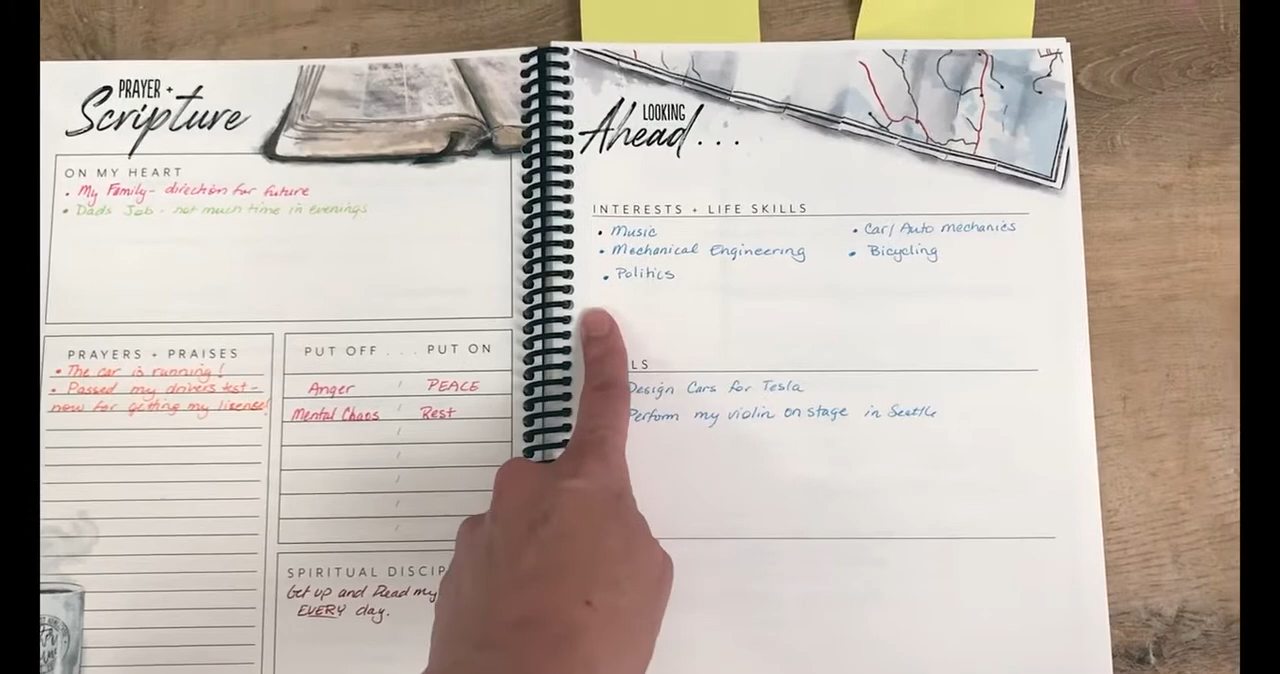 PRAYER +
Scripture
ON MY HEART
• My Family - direction for future
• Dads Job - not much time in evenings
PRAYERS + PRAISES
• The car is running!
• Passed my drivers test -
now for getting my license!
PUT OFF . . . PUT ON
Anger / PEACE
Mental Chaos / Rest
/
/
/
/
/
/
SPIRITUAL DISCIP
Get up and Read my
EVERY day.
LOOKING
Ahead...
INTERESTS + LIFE SKILLS
• Music
• Mechanical Engineering
• Politics
• Car/Auto mechanics
• Bicycling
LS
Design Cars for Tesla
Perform my violin on stage in Seattle